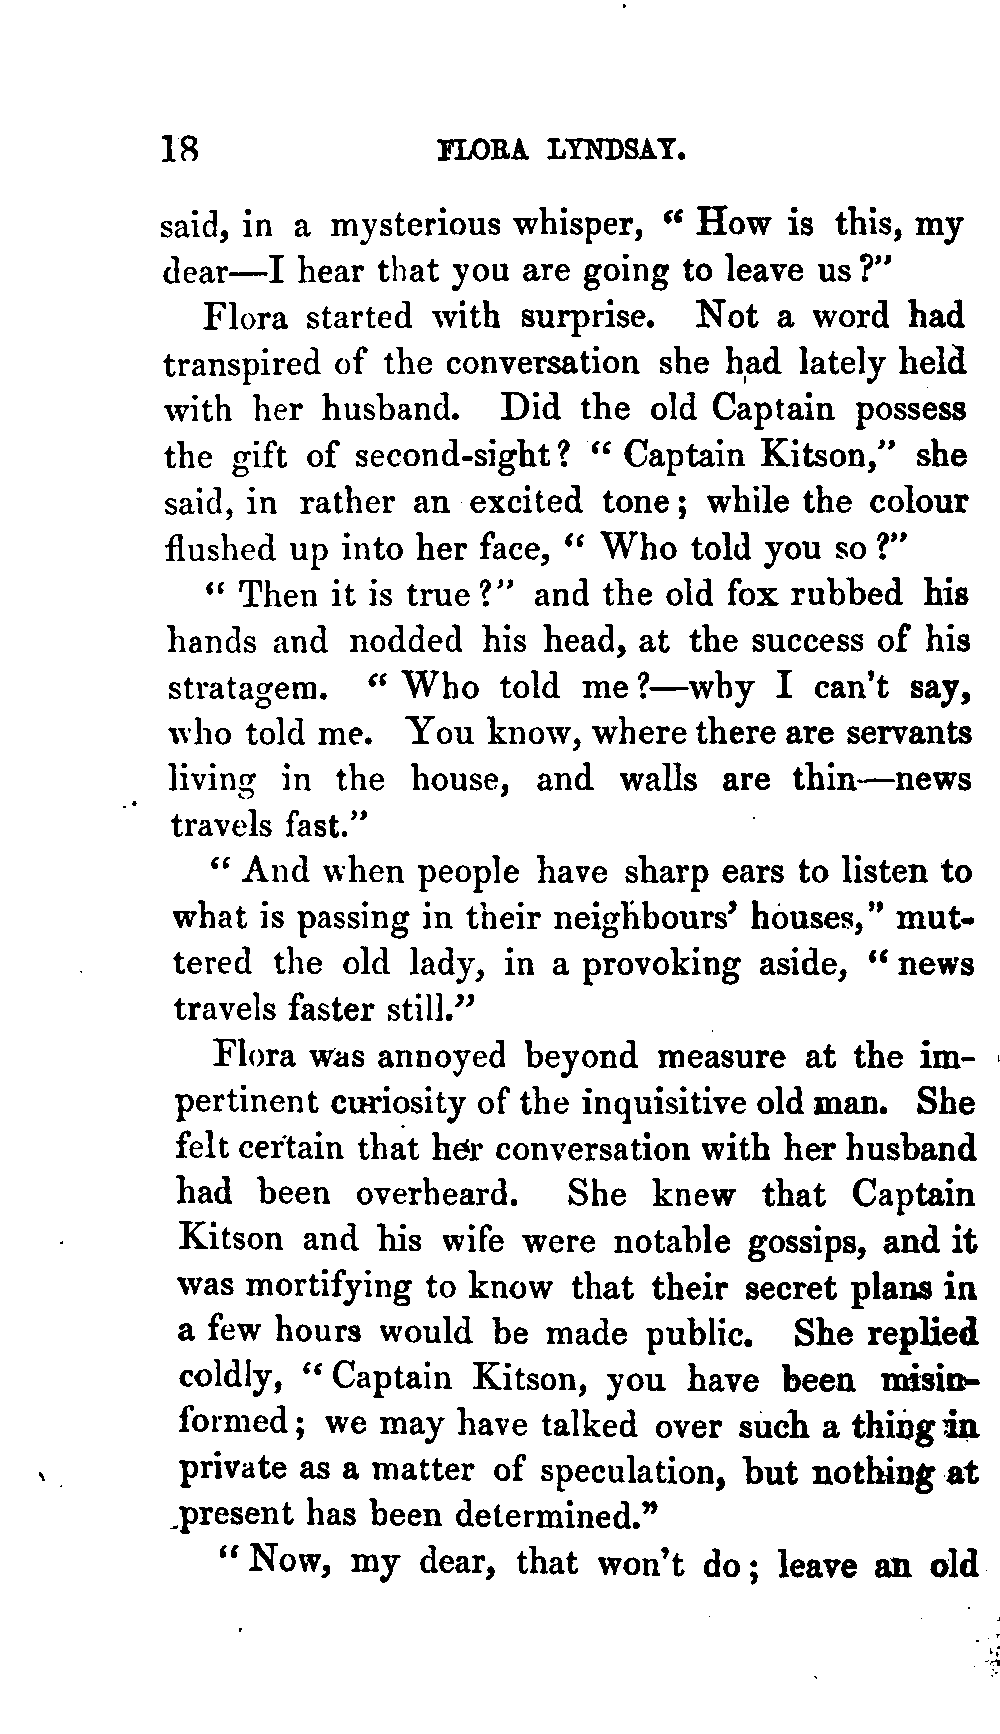 18 FLORA LYNDSAY.
said, in a mysterious whisper, “ How is this, my
dear—I hear that you are going to leave us ?”
Flora started with surprise. Not a word had
transpired of the conversation she had lately held
with her husband. Did the old Captain possess
the gift of second-sight ? “ Captain Kitson,” she
said, in rather an excited tone ; while the colour
flushed up into her face, “ Who told you so ?”
“ Then it is true ?” and the old fox rubbed his
hands and nodded his head, at the success of his
stratagem. “ Who told me ?—why I can’t say,
who told me. You know, where there are servants
living in the house, and walls are thin—news
travels fast.”
“ And when people have sharp ears to listen to
what is passing in their neighbours’ houses,” mut-
tered the old lady, in a provoking aside, “ news
travels faster still.”
Flora was annoyed beyond measure at the im-
pertinent curiosity of the inquisitive old man. She
felt certain that her conversation with her husband
had been overheard. She knew that Captain
Kitson and his wife were notable gossips, and it
was mortifying to know that their secret plans in
a few hours would be made public. She replied
coldly, “ Captain Kitson, you have been misin-
formed ; we may have talked over such a thing in
private as a matter of speculation, but nothing at
present has been determined.”
“ Now, my dear, that won’t do ; leave an old